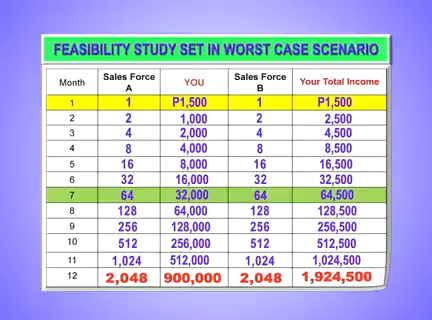 FEASIBILITY STUDY SET IN WORST CASE SCENARIO
Month Sales Force A YOU Sales Force B Your Total Income
1 1 P1,500 1 P1,500
2 2 1,000 2 2,500
3 4 2,000 4 4,500
4 8 4,000 8 8,500
5 16 8,000 16 16,500
6 32 16,000 32 32,500
7 64 32,000 64 64,500
8 128 64,000 128 128,500
9 256 128,000 256 256,500
10 512 256,000 512 512,500
11 1,024 512,000 1,024 1,024,500
12 2,048 900,000 2,048 1,924,500